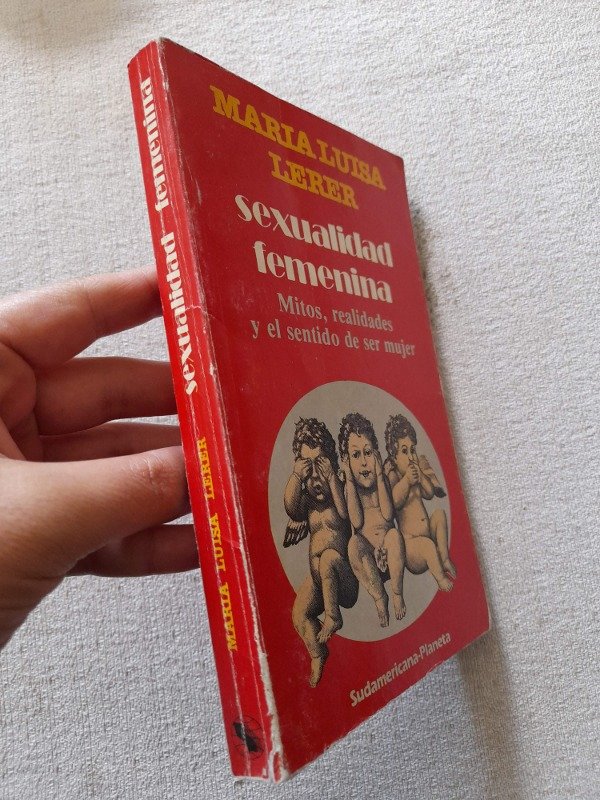 MARIA LUISA
LERER
sexualidad
femenina
Mitos, realidades
y el sentido de ser mujer
Sudamericana-Planeta
sexualidad femenina
MARIA LUISA LERER